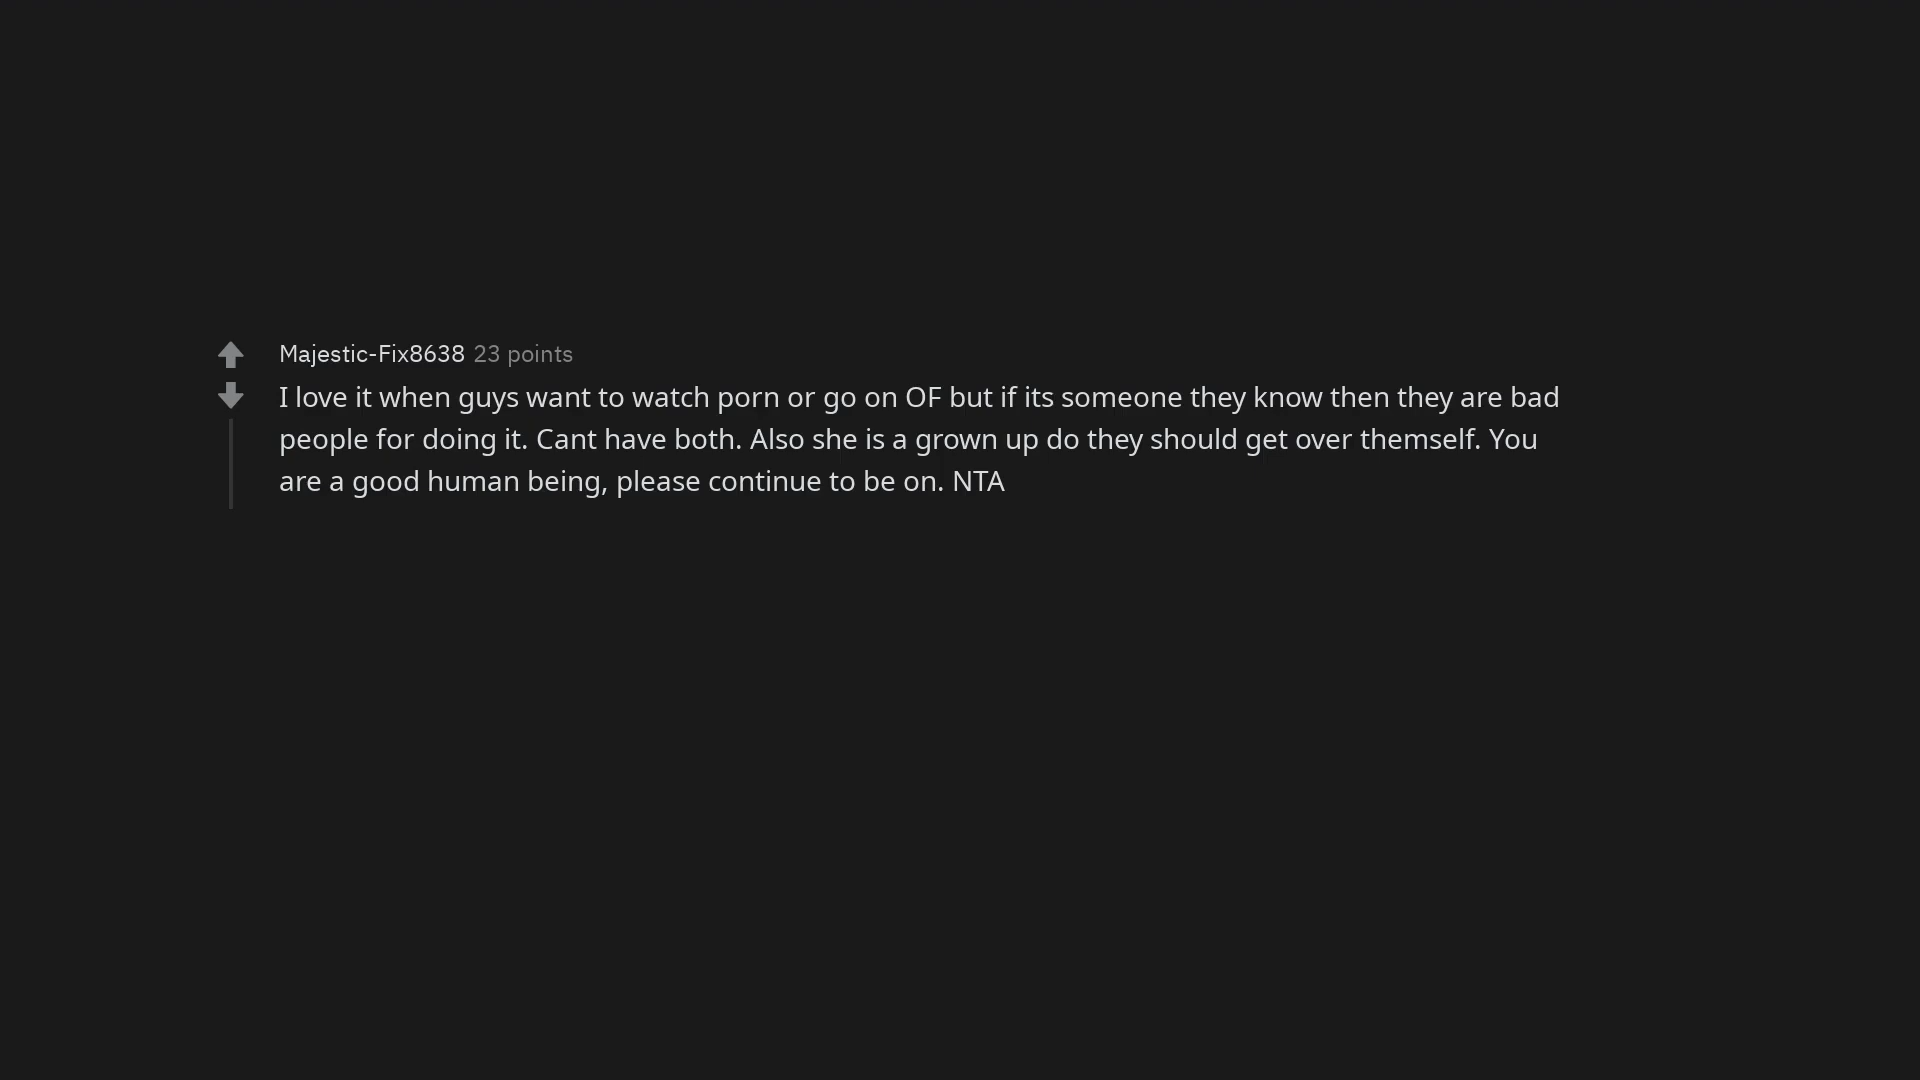 Majestic-Fix8638 23 points
I love it when guys want to watch porn or go on OF but if its someone they know then they are bad
people for doing it. Cant have both. Also she is a grown up do they should get over themself. You
are a good human being, please continue to be on. NTA